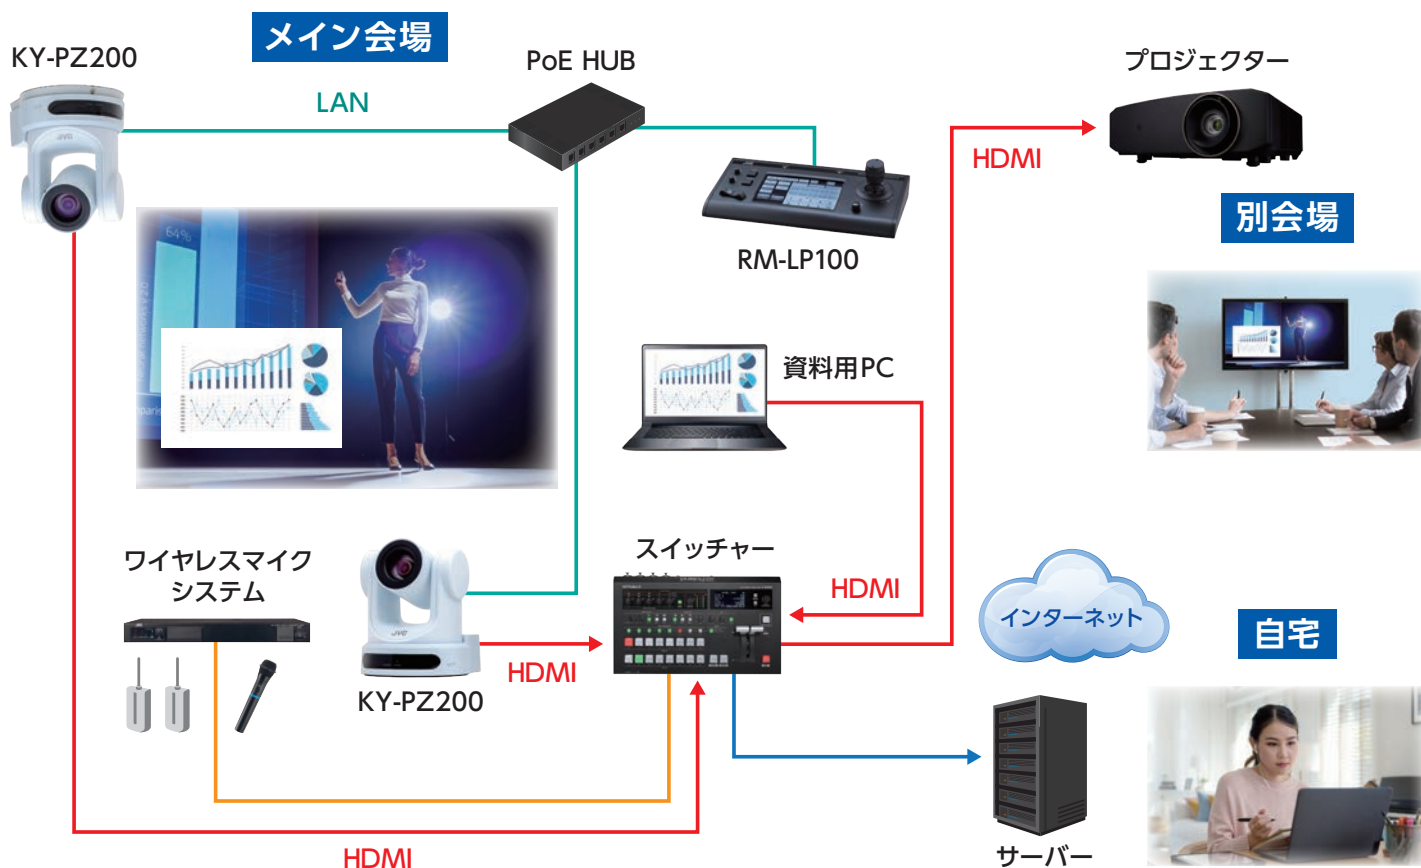 メイン会場
KY-PZ200
PoE HUB
プロジェクター
LAN
HDMI
別会場
RM-LP100
64%
資料用PC
スイッチャー
ワイヤレスマイク
システム
HDMI
インターネット
自宅
JVC
HDMI
KY-PZ200
サーバー
HDMI